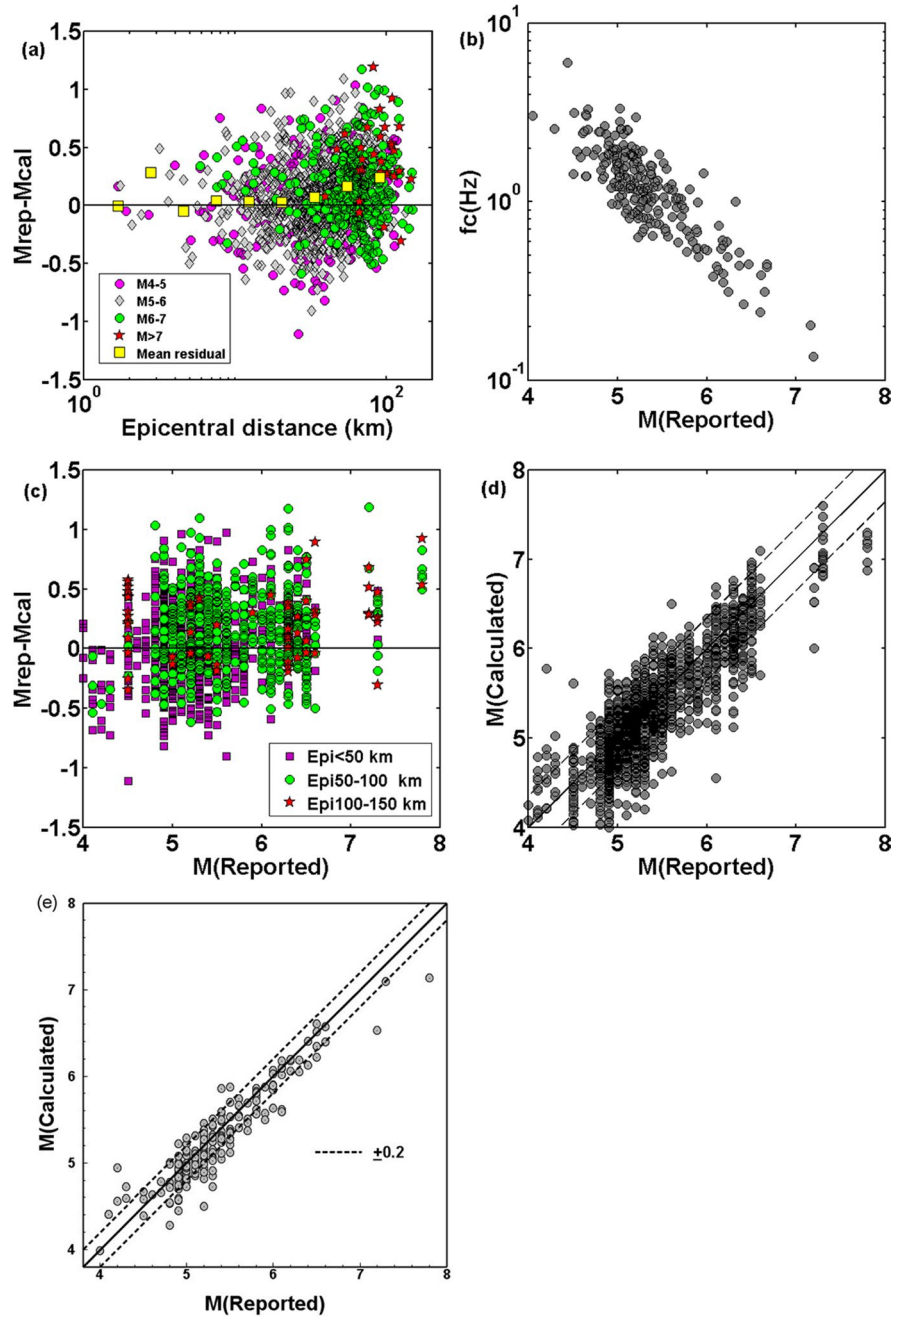 (a)
1.5
1
0.5
0
-0.5
-1
-1.5
Mrep-Mcal
M4-5
M5-6
M6-7
M>7
Mean residual
10^0
10^2
Epicentral distance (km)
(b)
10^1
10^0
10^-1
fc(Hz)
4 5 6 7 8
M(Reported)
(c)
1.5
1
0.5
0
-0.5
-1
-1.5
Mrep-Mcal
Epi<50 km
Epi50-100 km
Epi100-150 km
4 5 6 7 8
M(Reported)
(d)
8
7
6
5
4
M(Calculated)
4 5 6 7 8
M(Reported)
(e)
8
7
6
5
4
M(Calculated)
±0.2
4 5 6 7 8
M(Reported)